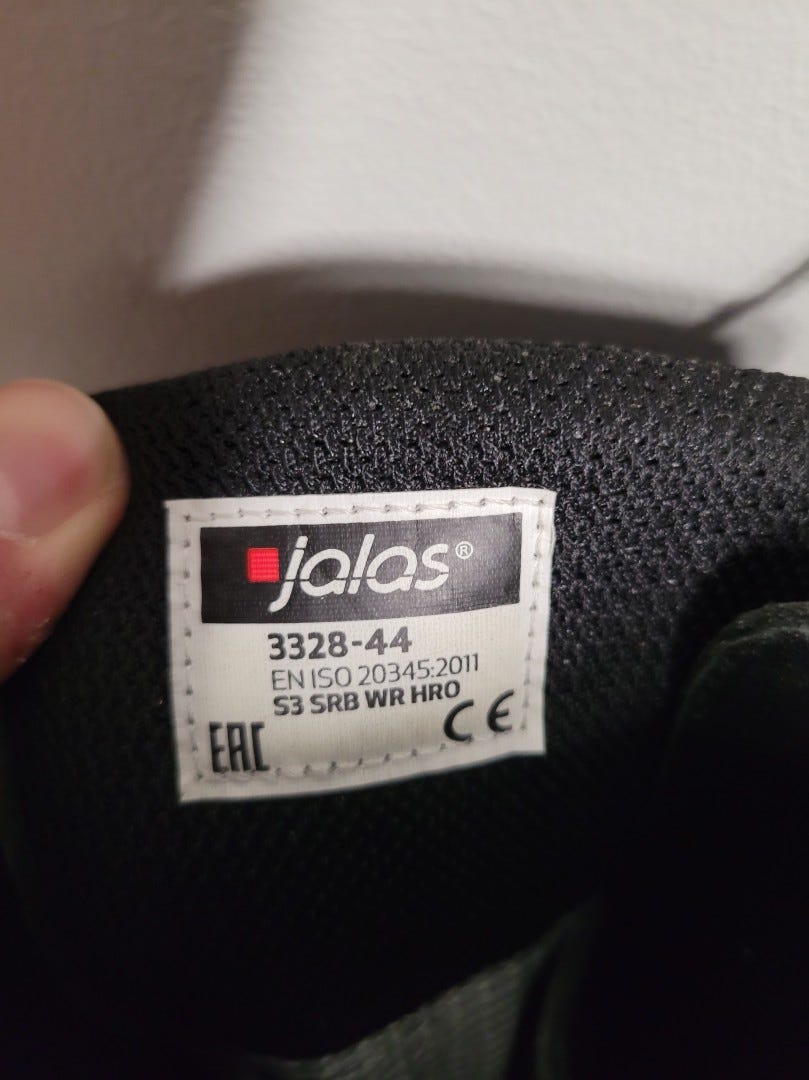 jalas®
3328-44
EN ISO 20345:2011
S3 SRB WR HRO
EAC CE